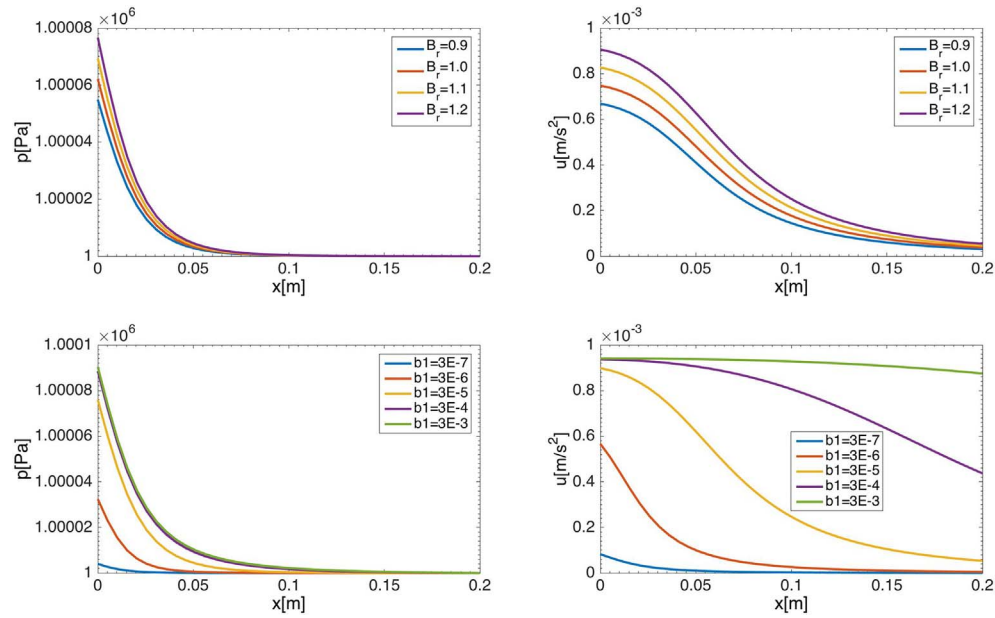 ×10^6
1.00008
1.00006
1.00004
1.00002
1
p[Pa]
0 0.05 0.1 0.15 0.2
x[m]
B_r=0.9
B_r=1.0
B_r=1.1
B_r=1.2
×10^-3
1
0.8
0.6
0.4
0.2
0
u[m/s^2]
0 0.05 0.1 0.15 0.2
x[m]
B_r=0.9
B_r=1.0
B_r=1.1
B_r=1.2
×10^6
1.0001
1.00008
1.00006
1.00004
1.00002
1
p[Pa]
0 0.05 0.1 0.15 0.2
x[m]
b1=3E-7
b1=3E-6
b1=3E-5
b1=3E-4
b1=3E-3
×10^-3
1
0.8
0.6
0.4
0.2
0
u[m/s^2]
0 0.05 0.1 0.15 0.2
x[m]
b1=3E-7
b1=3E-6
b1=3E-5
b1=3E-4
b1=3E-3